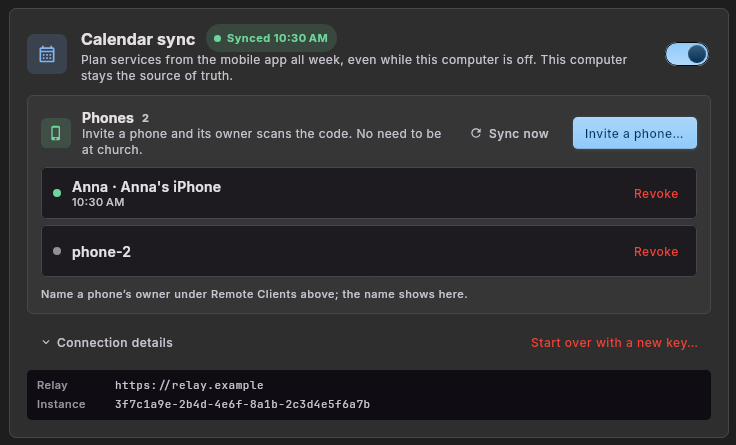 Calendar sync
Synced 10:30 AM
Plan services from the mobile app all week, even while this computer is off. This computer
stays the source of truth.
Phones 2
Invite a phone and its owner scans the code. No need to be
at church.
Sync now
Invite a phone...
Anna · Anna's iPhone
10:30 AM
Revoke
phone-2
Revoke
Name a phone's owner under Remote Clients above; the name shows here.
Connection details
Start over with a new key...
Relay https://relay.example
Instance 3f7c1a9e-2b4d-4e6f-8a1b-2c3d4e5f6a7b